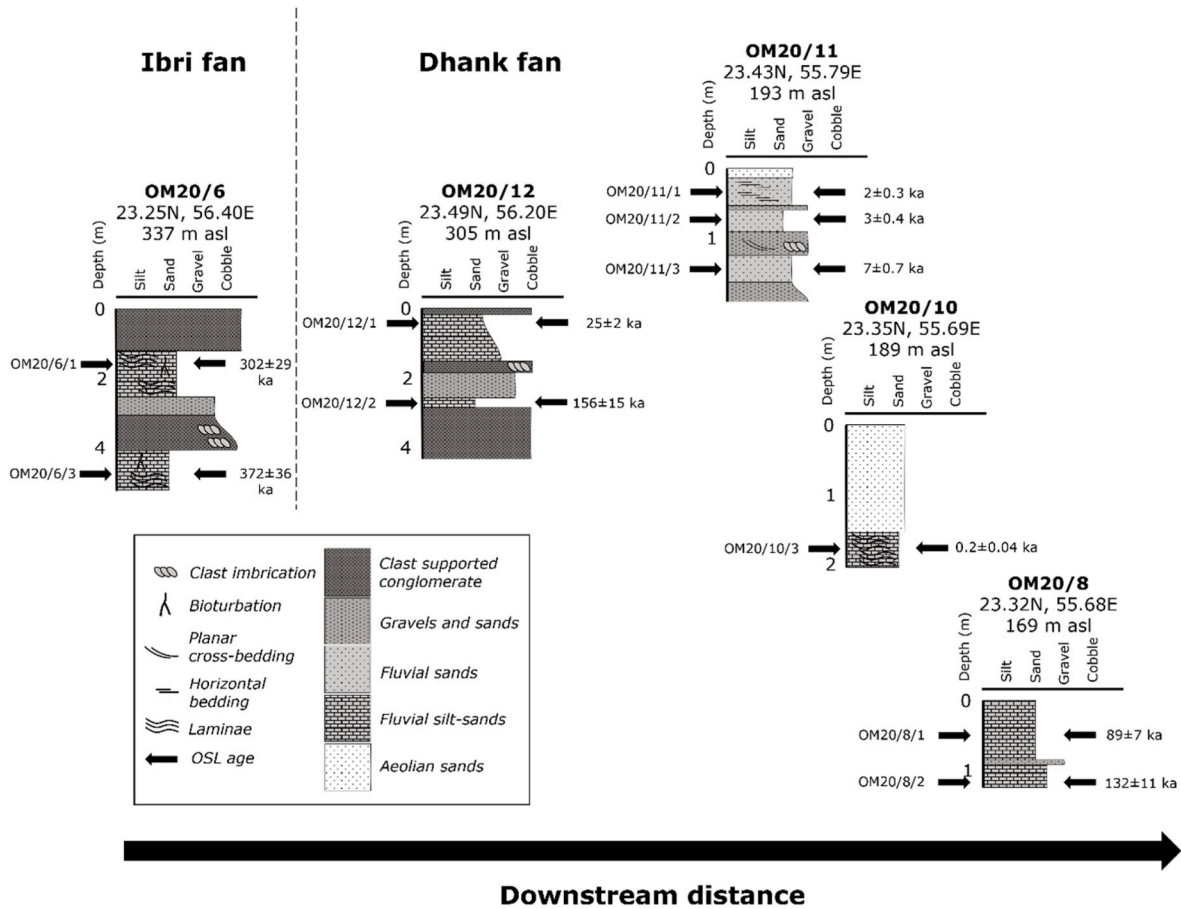 Ibri fan
Dhank fan
OM20/6
23.25N, 56.40E
337 m asl
Depth (m)
Silt
Sand
Gravel
Cobble
0
2
4
OM20/6/1
302±29
ka
OM20/6/3
372±36
ka
OM20/12
23.49N, 56.20E
305 m asl
Depth (m)
Silt
Sand
Gravel
Cobble
0
2
4
OM20/12/1
25±2 ka
OM20/12/2
156±15 ka
OM20/11
23.43N, 55.79E
193 m asl
Depth (m)
Silt
Sand
Gravel
Cobble
0
1
OM20/11/1
2±0.3 ka
OM20/11/2
3±0.4 ka
OM20/11/3
7±0.7 ka
OM20/10
23.35N, 55.69E
189 m asl
Depth (m)
Silt
Sand
Gravel
Cobble
0
1
2
OM20/10/3
0.2±0.04 ka
OM20/8
23.32N, 55.68E
169 m asl
Depth (m)
Silt
Sand
Gravel
Cobble
0
1
OM20/8/1
89±7 ka
OM20/8/2
132±11 ka
Clast imbrication
Bioturbation
Planar
cross-bedding
Horizontal
bedding
Laminae
OSL age
Clast supported
conglomerate
Gravels and sands
Fluvial sands
Fluvial silt-sands
Aeolian sands
Downstream distance